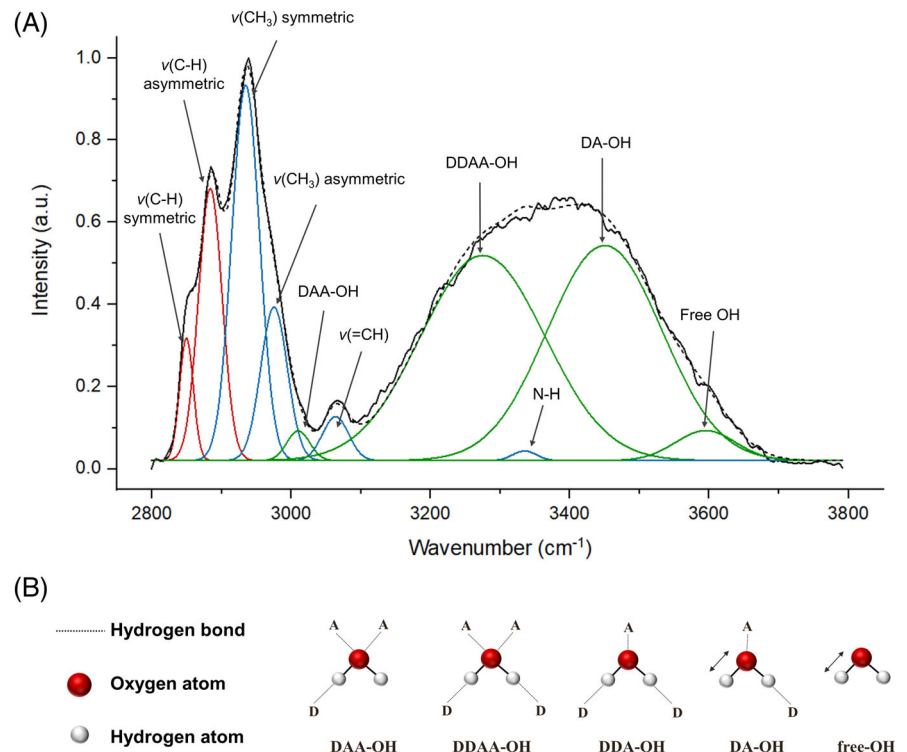 (A)
ν(CH3) symmetric
ν(C-H)
asymmetric
ν(C-H)
symmetric
ν(CH3) asymmetric
DAA-OH
ν(=CH)
DDAA-OH
DA-OH
N-H
Free OH
Intensity (a.u.)
1.0
0.8
0.6
0.4
0.2
0.0
2800 3000 3200 3400 3600 3800
Wavenumber (cm-1)
(B)
Hydrogen bond
Oxygen atom
Hydrogen atom
A A
D
DAA-OH
A A
D D
DDAA-OH
A
D D
DDA-OH
A
D
DA-OH
free-OH